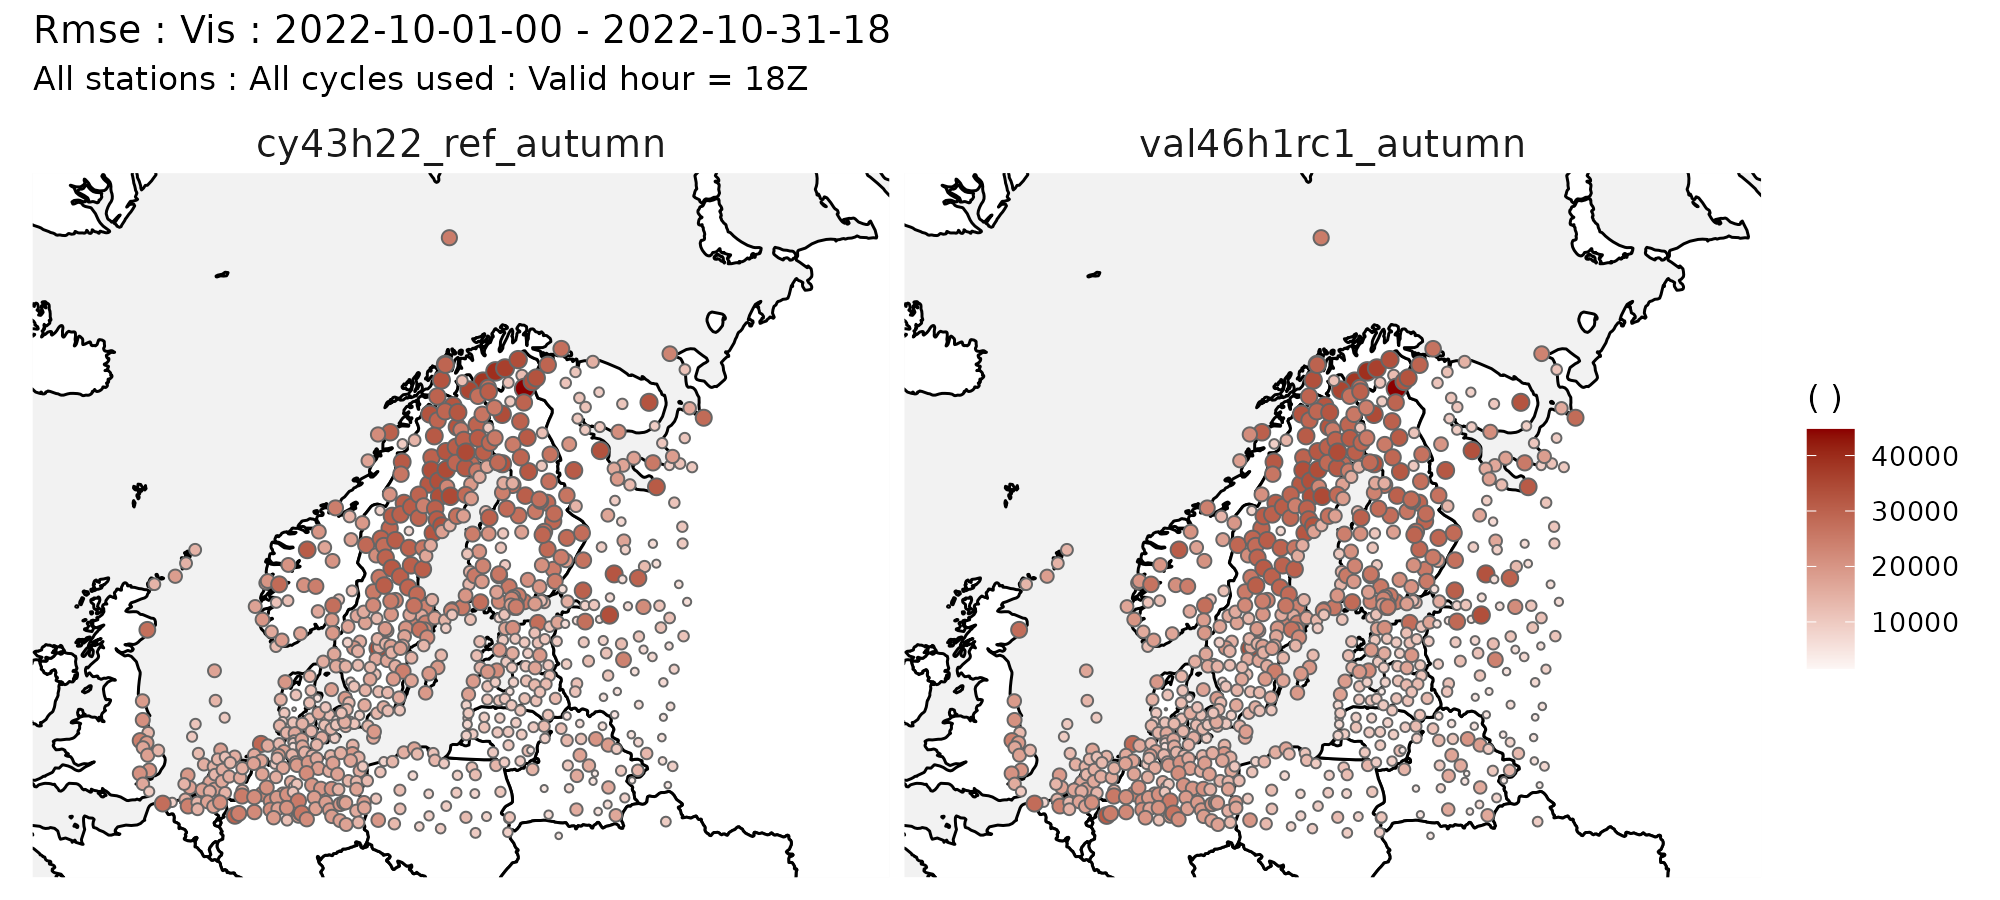 Rmse : Vis : 2022-10-01-00 - 2022-10-31-18
All stations : All cycles used : Valid hour = 18Z
cy43h22_ref_autumn
val46h1rc1_autumn
( )
40000
30000
20000
10000